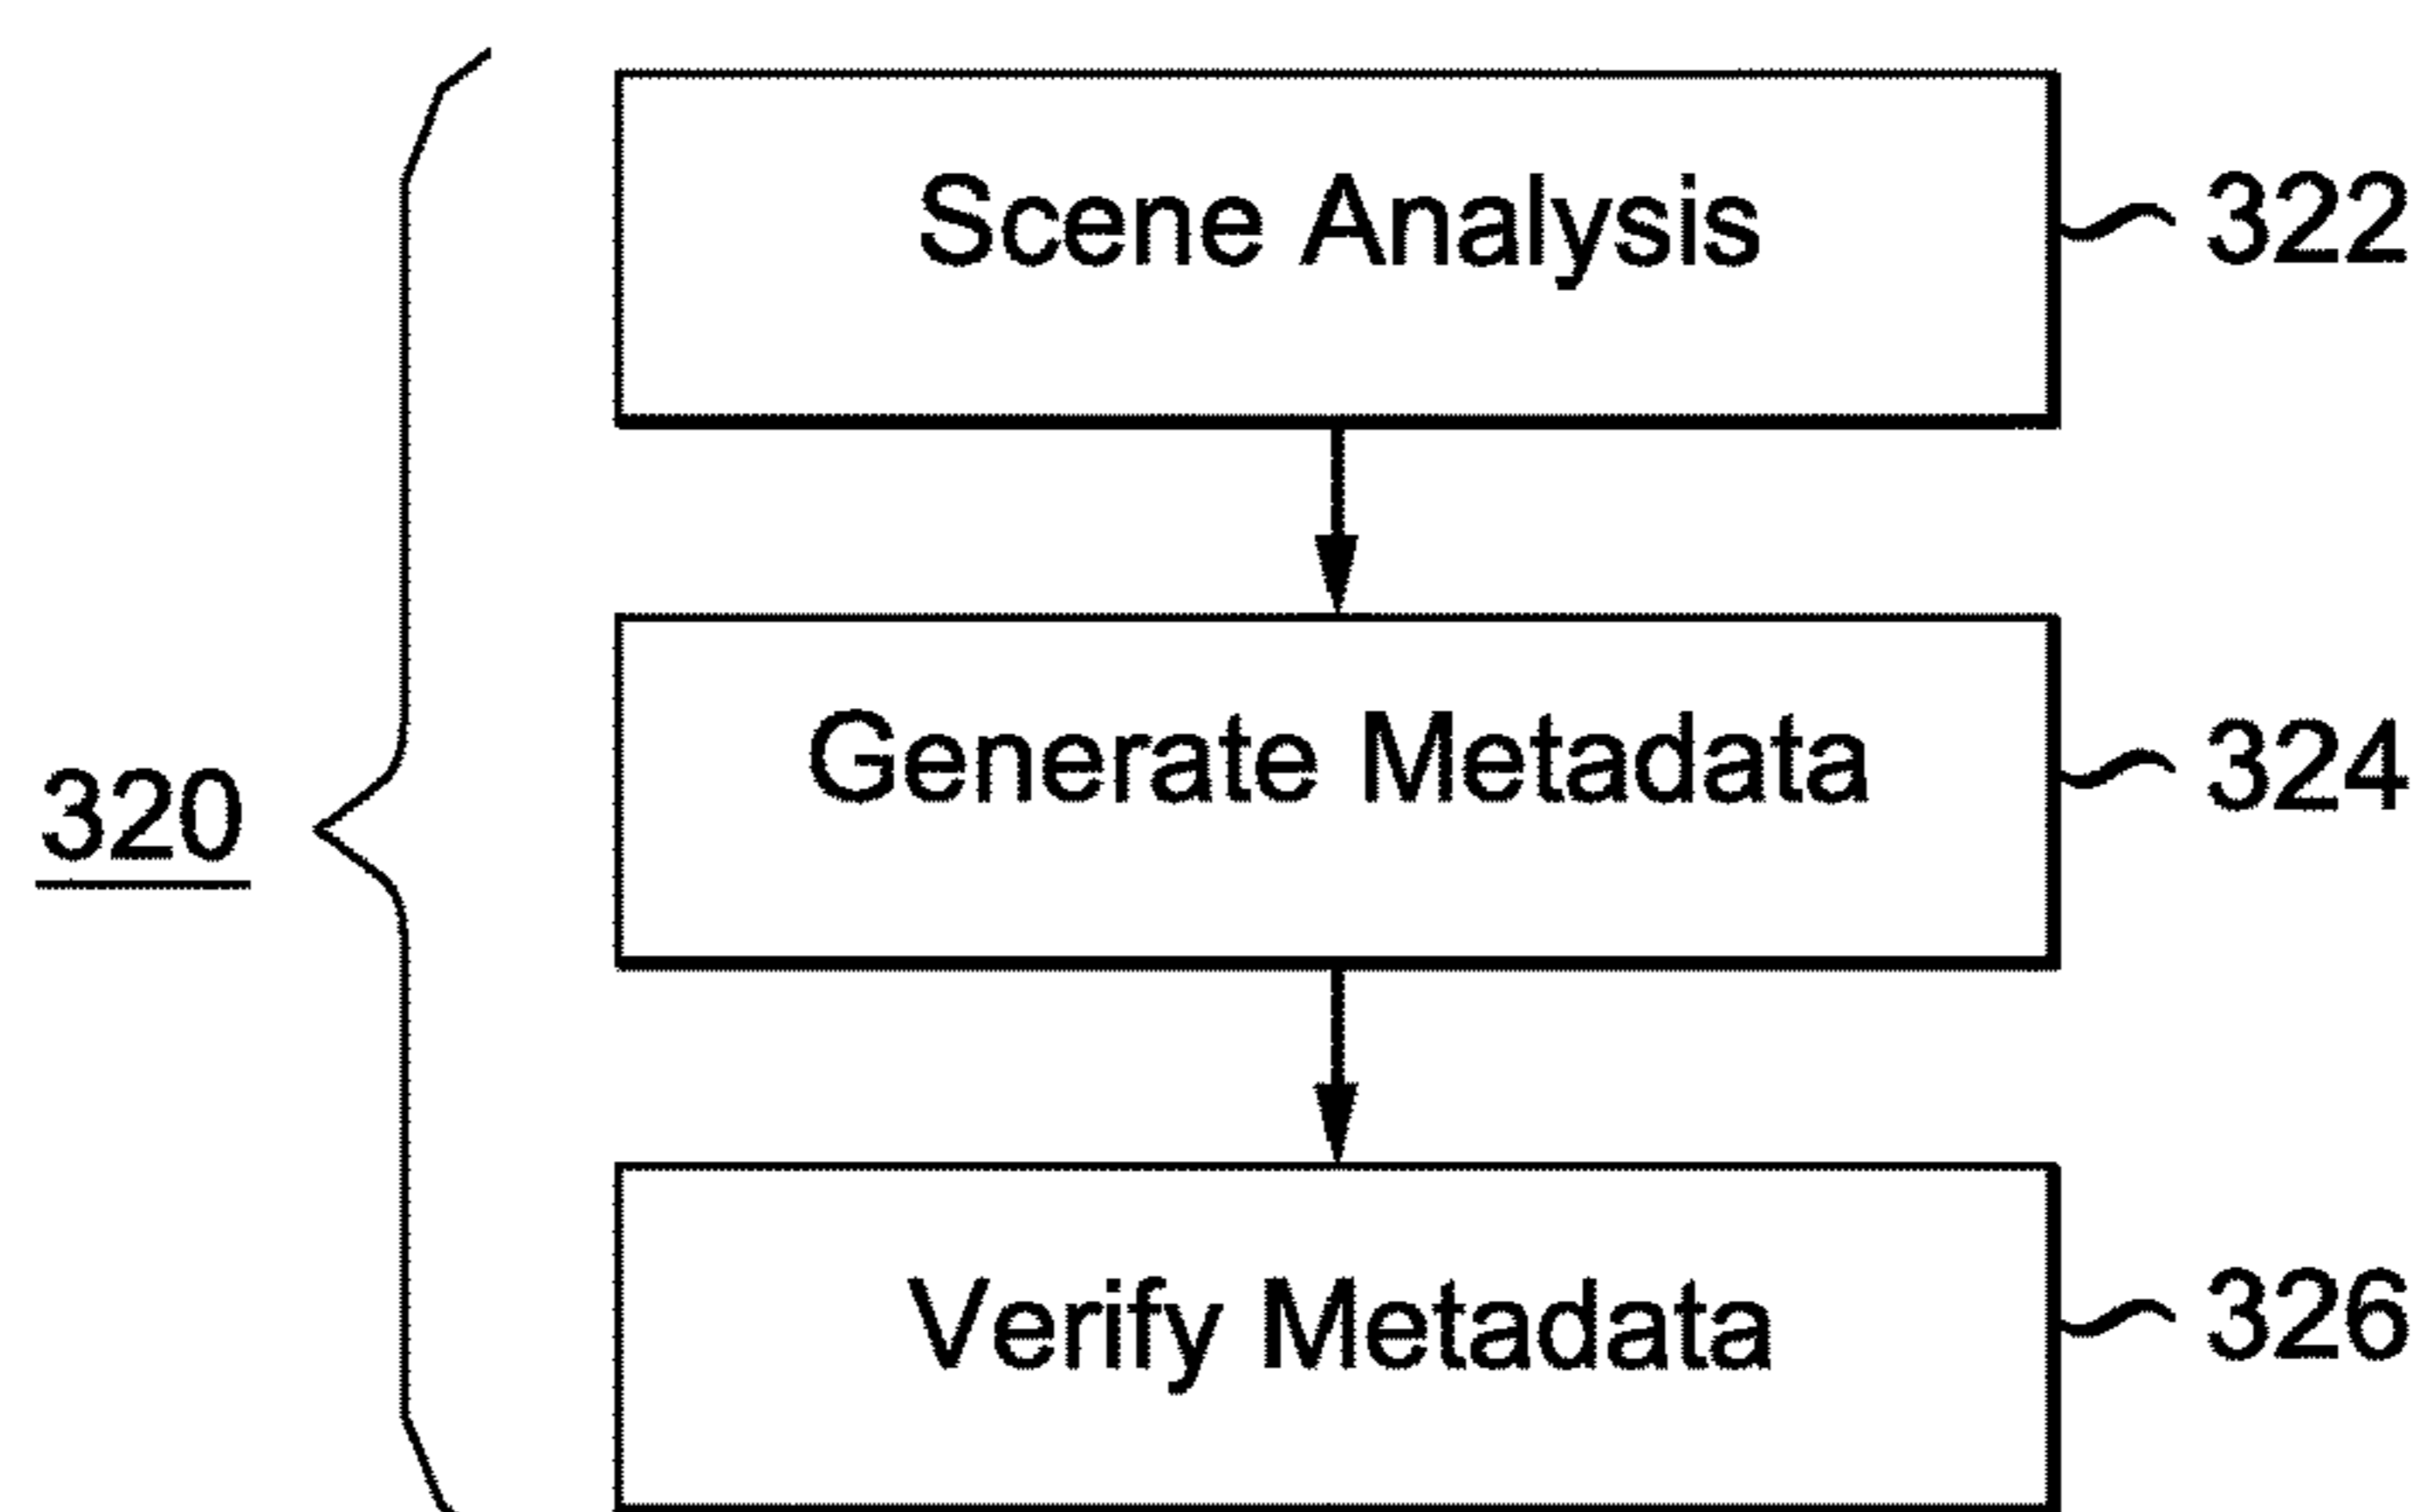 Scene Analysis
322
Generate Metadata
324
320
Verify Metadata
326